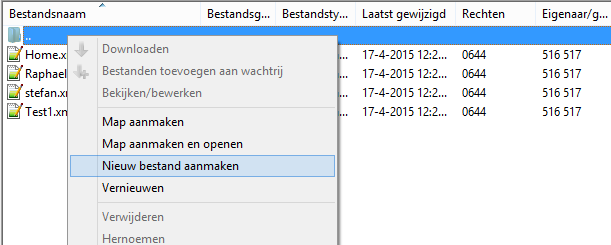 Bestandsnaam Bestandsg... Bestandsty... Laatst gewijzigd Rechten Eigenaar/g...
..
Home.x 17-4-2015 12:2... 0644 516 517
Raphael 17-4-2015 12:2... 0644 516 517
stefan.xm 17-4-2015 12:2... 0644 516 517
Test1.xm 17-4-2015 12:2... 0644 516 517
Downloaden
Bestanden toevoegen aan wachtrij
Bekijken/bewerken
Map aanmaken
Map aanmaken en openen
Nieuw bestand aanmaken
Vernieuwen
Verwijderen
Hernoemen